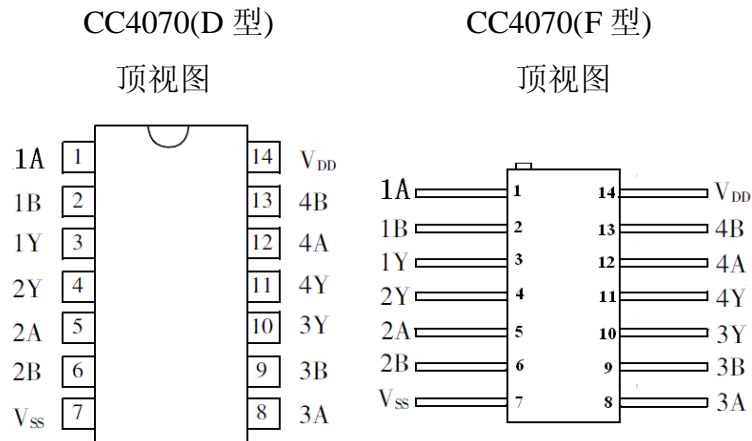 CC4070(D 型)
顶视图
1A 1 14 VDD
1B 2 13 4B
1Y 3 12 4A
2Y 4 11 4Y
2A 5 10 3Y
2B 6 9 3B
VSS 7 8 3A
CC4070(F 型)
顶视图
1A 1 14 VDD
1B 2 13 4B
1Y 3 12 4A
2Y 4 11 4Y
2A 5 10 3Y
2B 6 9 3B
VSS 7 8 3A